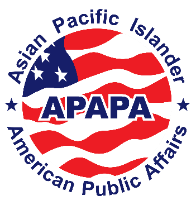 Asian Pacific Islander
APAPA
American Public Affairs